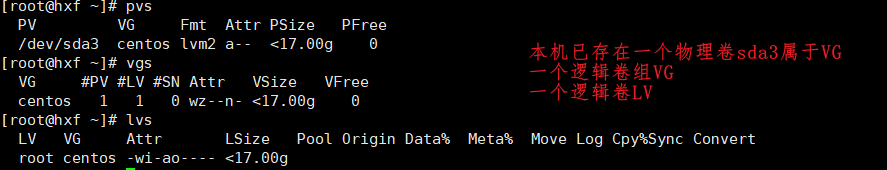 [root@hxf ~]# pvs
PV VG Fmt Attr PSize PFree
/dev/sda3 centos lvm2 a-- <17.00g 0
[root@hxf ~]# vgs
VG #PV #LV #SN Attr VSize VFree
centos 1 1 0 wz--n- <17.00g 0
[root@hxf ~]# lvs
LV VG Attr LSize Pool Origin Data% Meta% Move Log Cpy%Sync Convert
root centos -wi-ao---- <17.00g
本机已存在一个物理卷sda3属于VG
一个逻辑卷组VG
一个逻辑卷LV